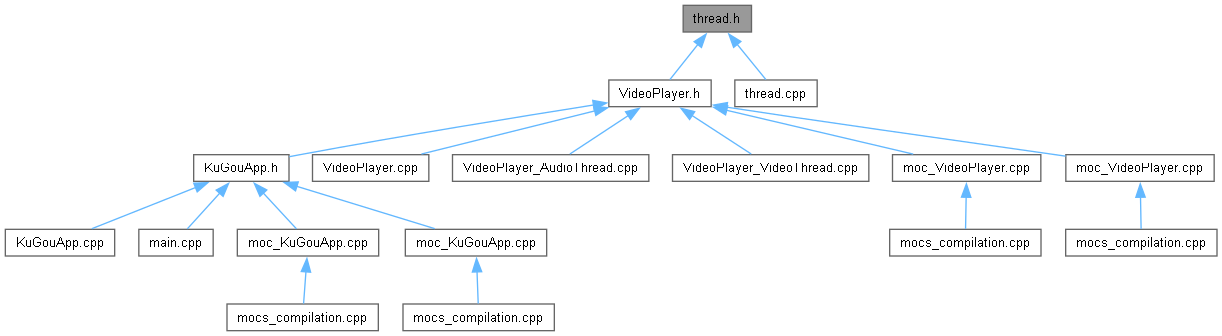 thread.h
VideoPlayer.h
thread.cpp
KuGouApp.h
VideoPlayer.cpp
VideoPlayer_AudioThread.cpp
VideoPlayer_VideoThread.cpp
moc_VideoPlayer.cpp
moc_VideoPlayer.cpp
KuGouApp.cpp
main.cpp
moc_KuGouApp.cpp
moc_KuGouApp.cpp
mocs_compilation.cpp
mocs_compilation.cpp
mocs_compilation.cpp
mocs_compilation.cpp